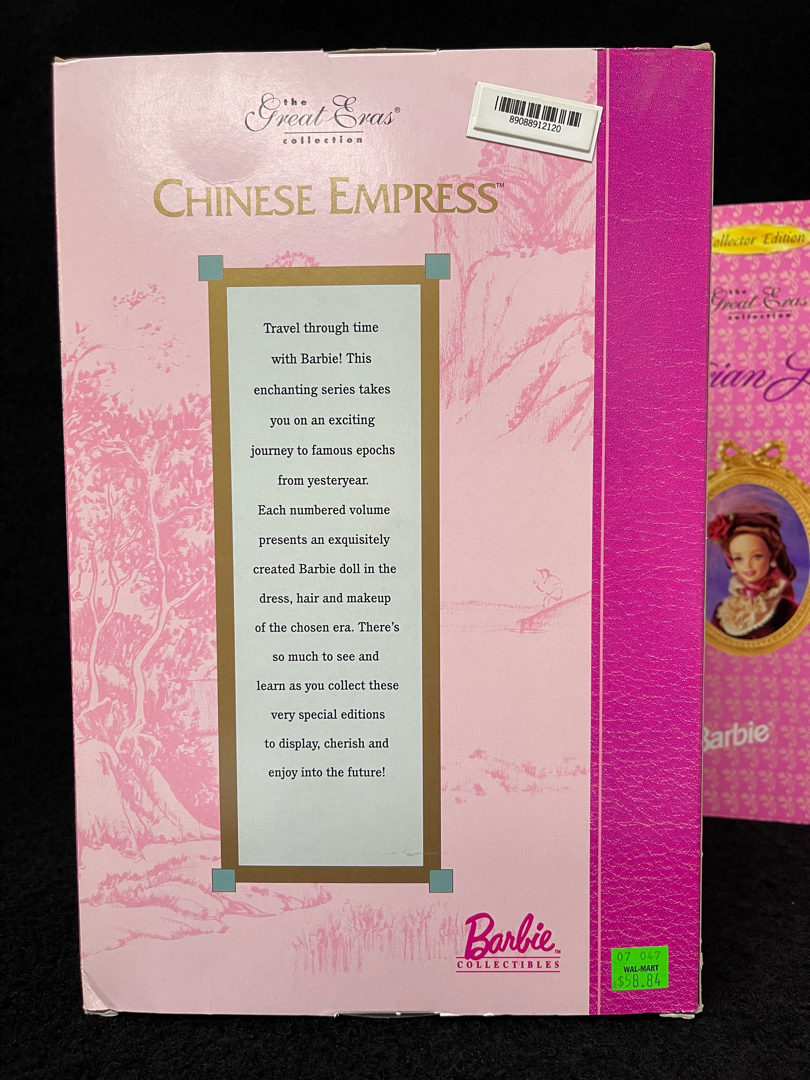 the
Great Eras®
collection
CHINESE EMPRESS™
89088912120
Travel through time
with Barbie! This
enchanting series takes
you on an exciting
journey to famous epochs
from yesteryear.
Each numbered volume
presents an exquisitely
created Barbie doll in the
dress, hair and makeup
of the chosen era. There's
so much to see and
learn as you collect these
very special editions
to display, cherish and
enjoy into the future!
Barbie™
COLLECTIBLES
07 047
WAL-MART
$58.84
Collector Edition
the
Great Eras
collection
Barbie